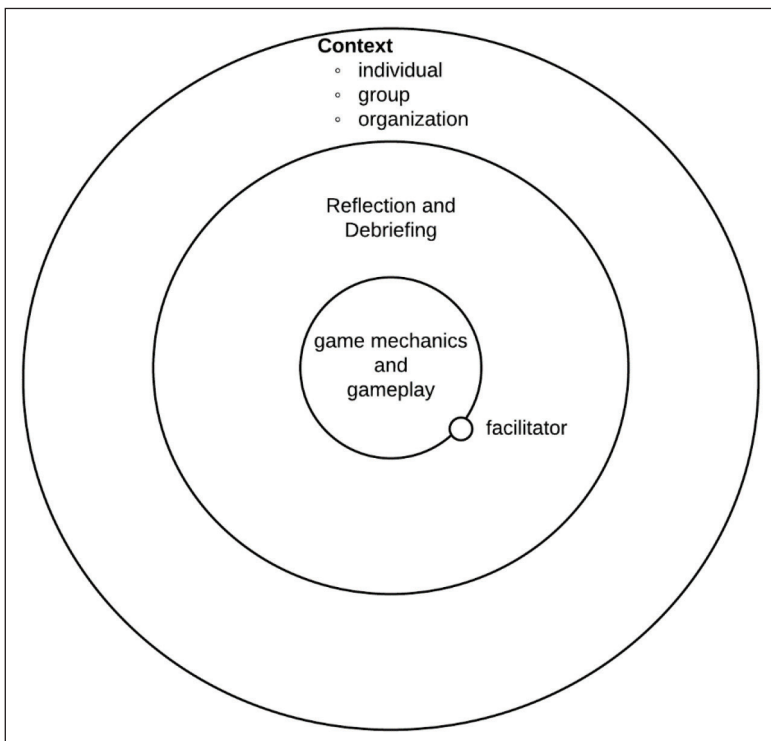 Context
◦ individual
◦ group
◦ organization
Reflection and
Debriefing
game mechanics
and
gameplay
facilitator